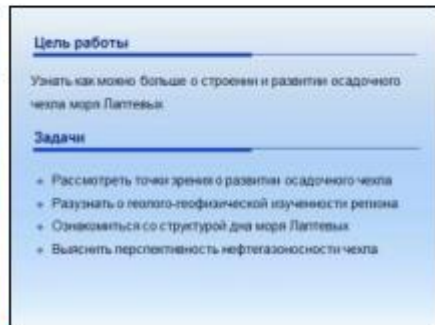 Цель работы
Узнать как можно больше о строении и развитии осадочного
чехла моря Лаптевых
Задачи
Рассмотреть точки зрения о развитии осадочного чехла
Разузнать о геолого-геофизической изученности региона
Ознакомиться со структурой дна моря Лаптевых
Выяснить перспективность нефтегазоносности чехла